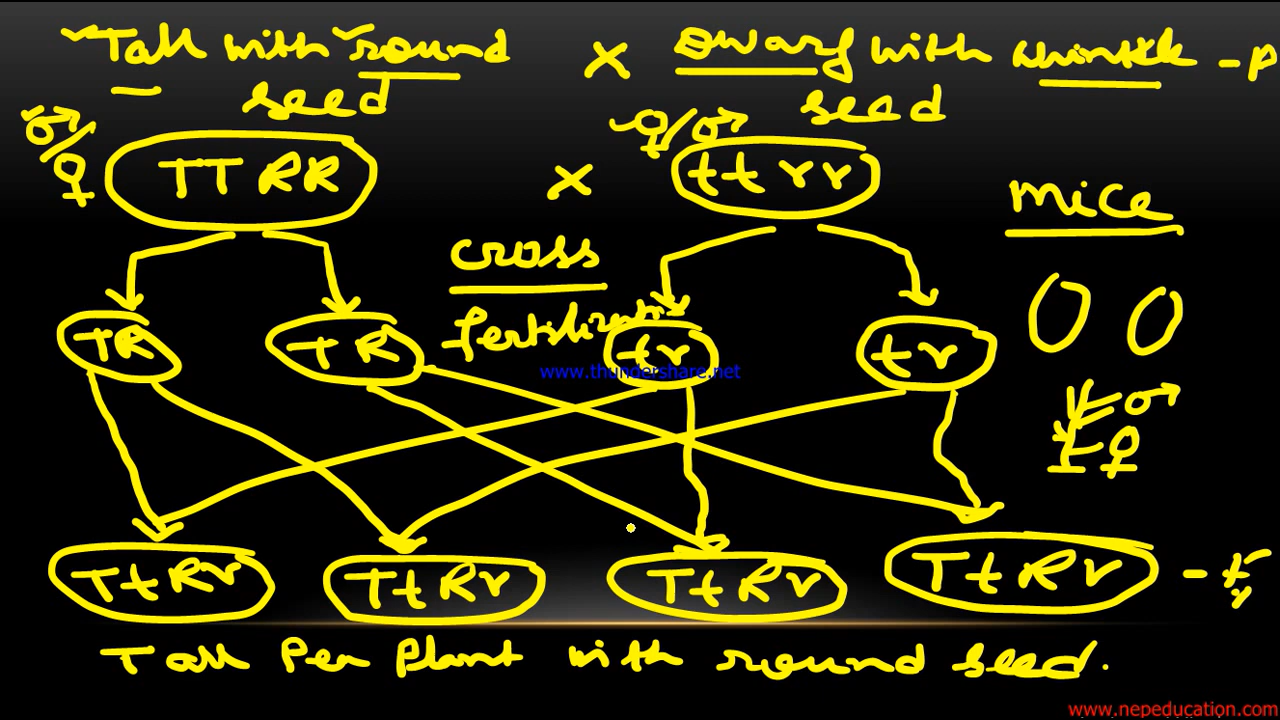 Tall with round × Dwarf with wrinkle - P
seed seed
♂/♀ ♀/♂
TTRR × ttrr
mice
cross
fertilization
TR TR tr tr
www.thundershare.net
♂
♀
TtRr TtRr TtRr TtRr -
Tall Pea Plant with round seed.
www.nepeducation.com